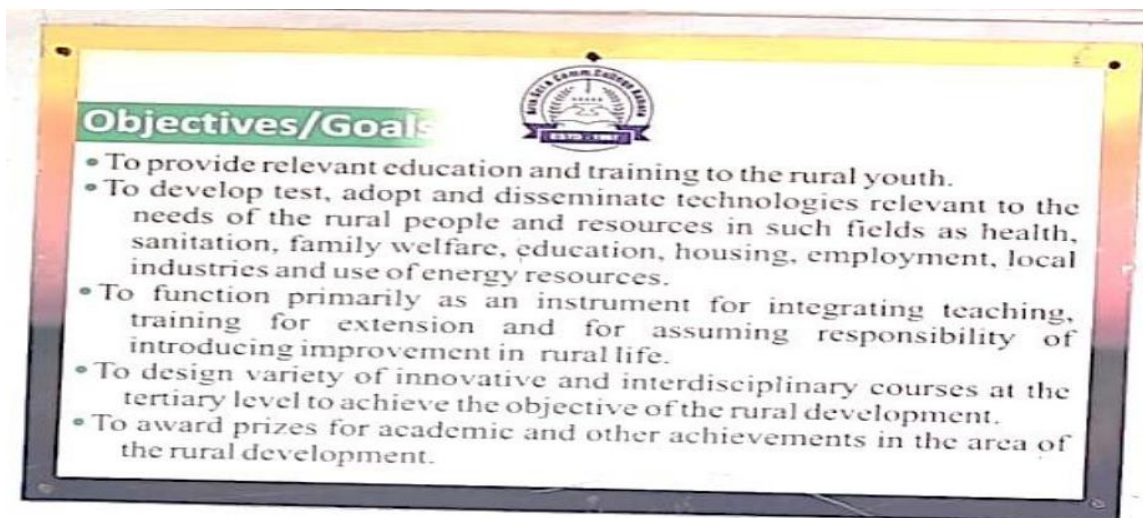 Arts Sci. & Comm. College
ESTD - 
Objectives/Goals
• To provide relevant education and training to the rural youth.
• To develop test, adopt and disseminate technologies relevant to the
needs of the rural people and resources in such fields as health,
sanitation, family welfare, education, housing, employment, local
industries and use of energy resources.
• To function primarily as an instrument for integrating teaching,
training for extension and for assuming responsibility of
introducing improvement in rural life.
• To design variety of innovative and interdisciplinary courses at the
tertiary level to achieve the objective of the rural development.
• To award prizes for academic and other achievements in the area of
the rural development.